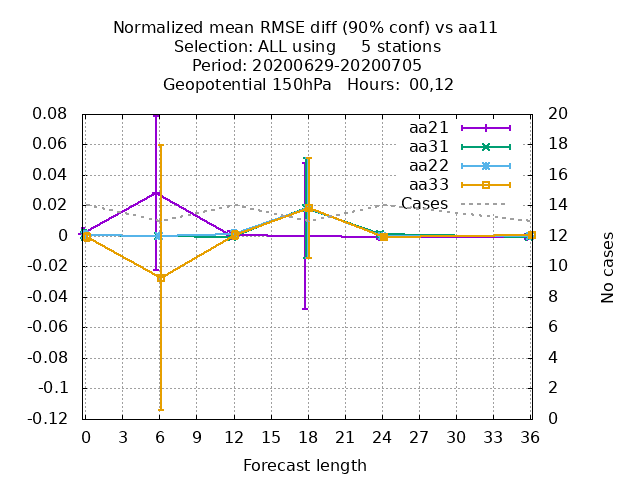 Normalized mean RMSE diff (90% conf) vs aa11
Selection: ALL using     5 stations
Period: 20200629-20200705
Geopotential 150hPa   Hours: 00,12
0.08
0.06
0.04
0.02
0
-0.02
-0.04
-0.06
-0.08
-0.1
-0.12
aa21
aa31
aa22
aa33
Cases
20
18
16
14
12
10
8
6
4
2
0
No cases
0 3 6 9 12 15 18 21 24 27 30 33 36
Forecast length